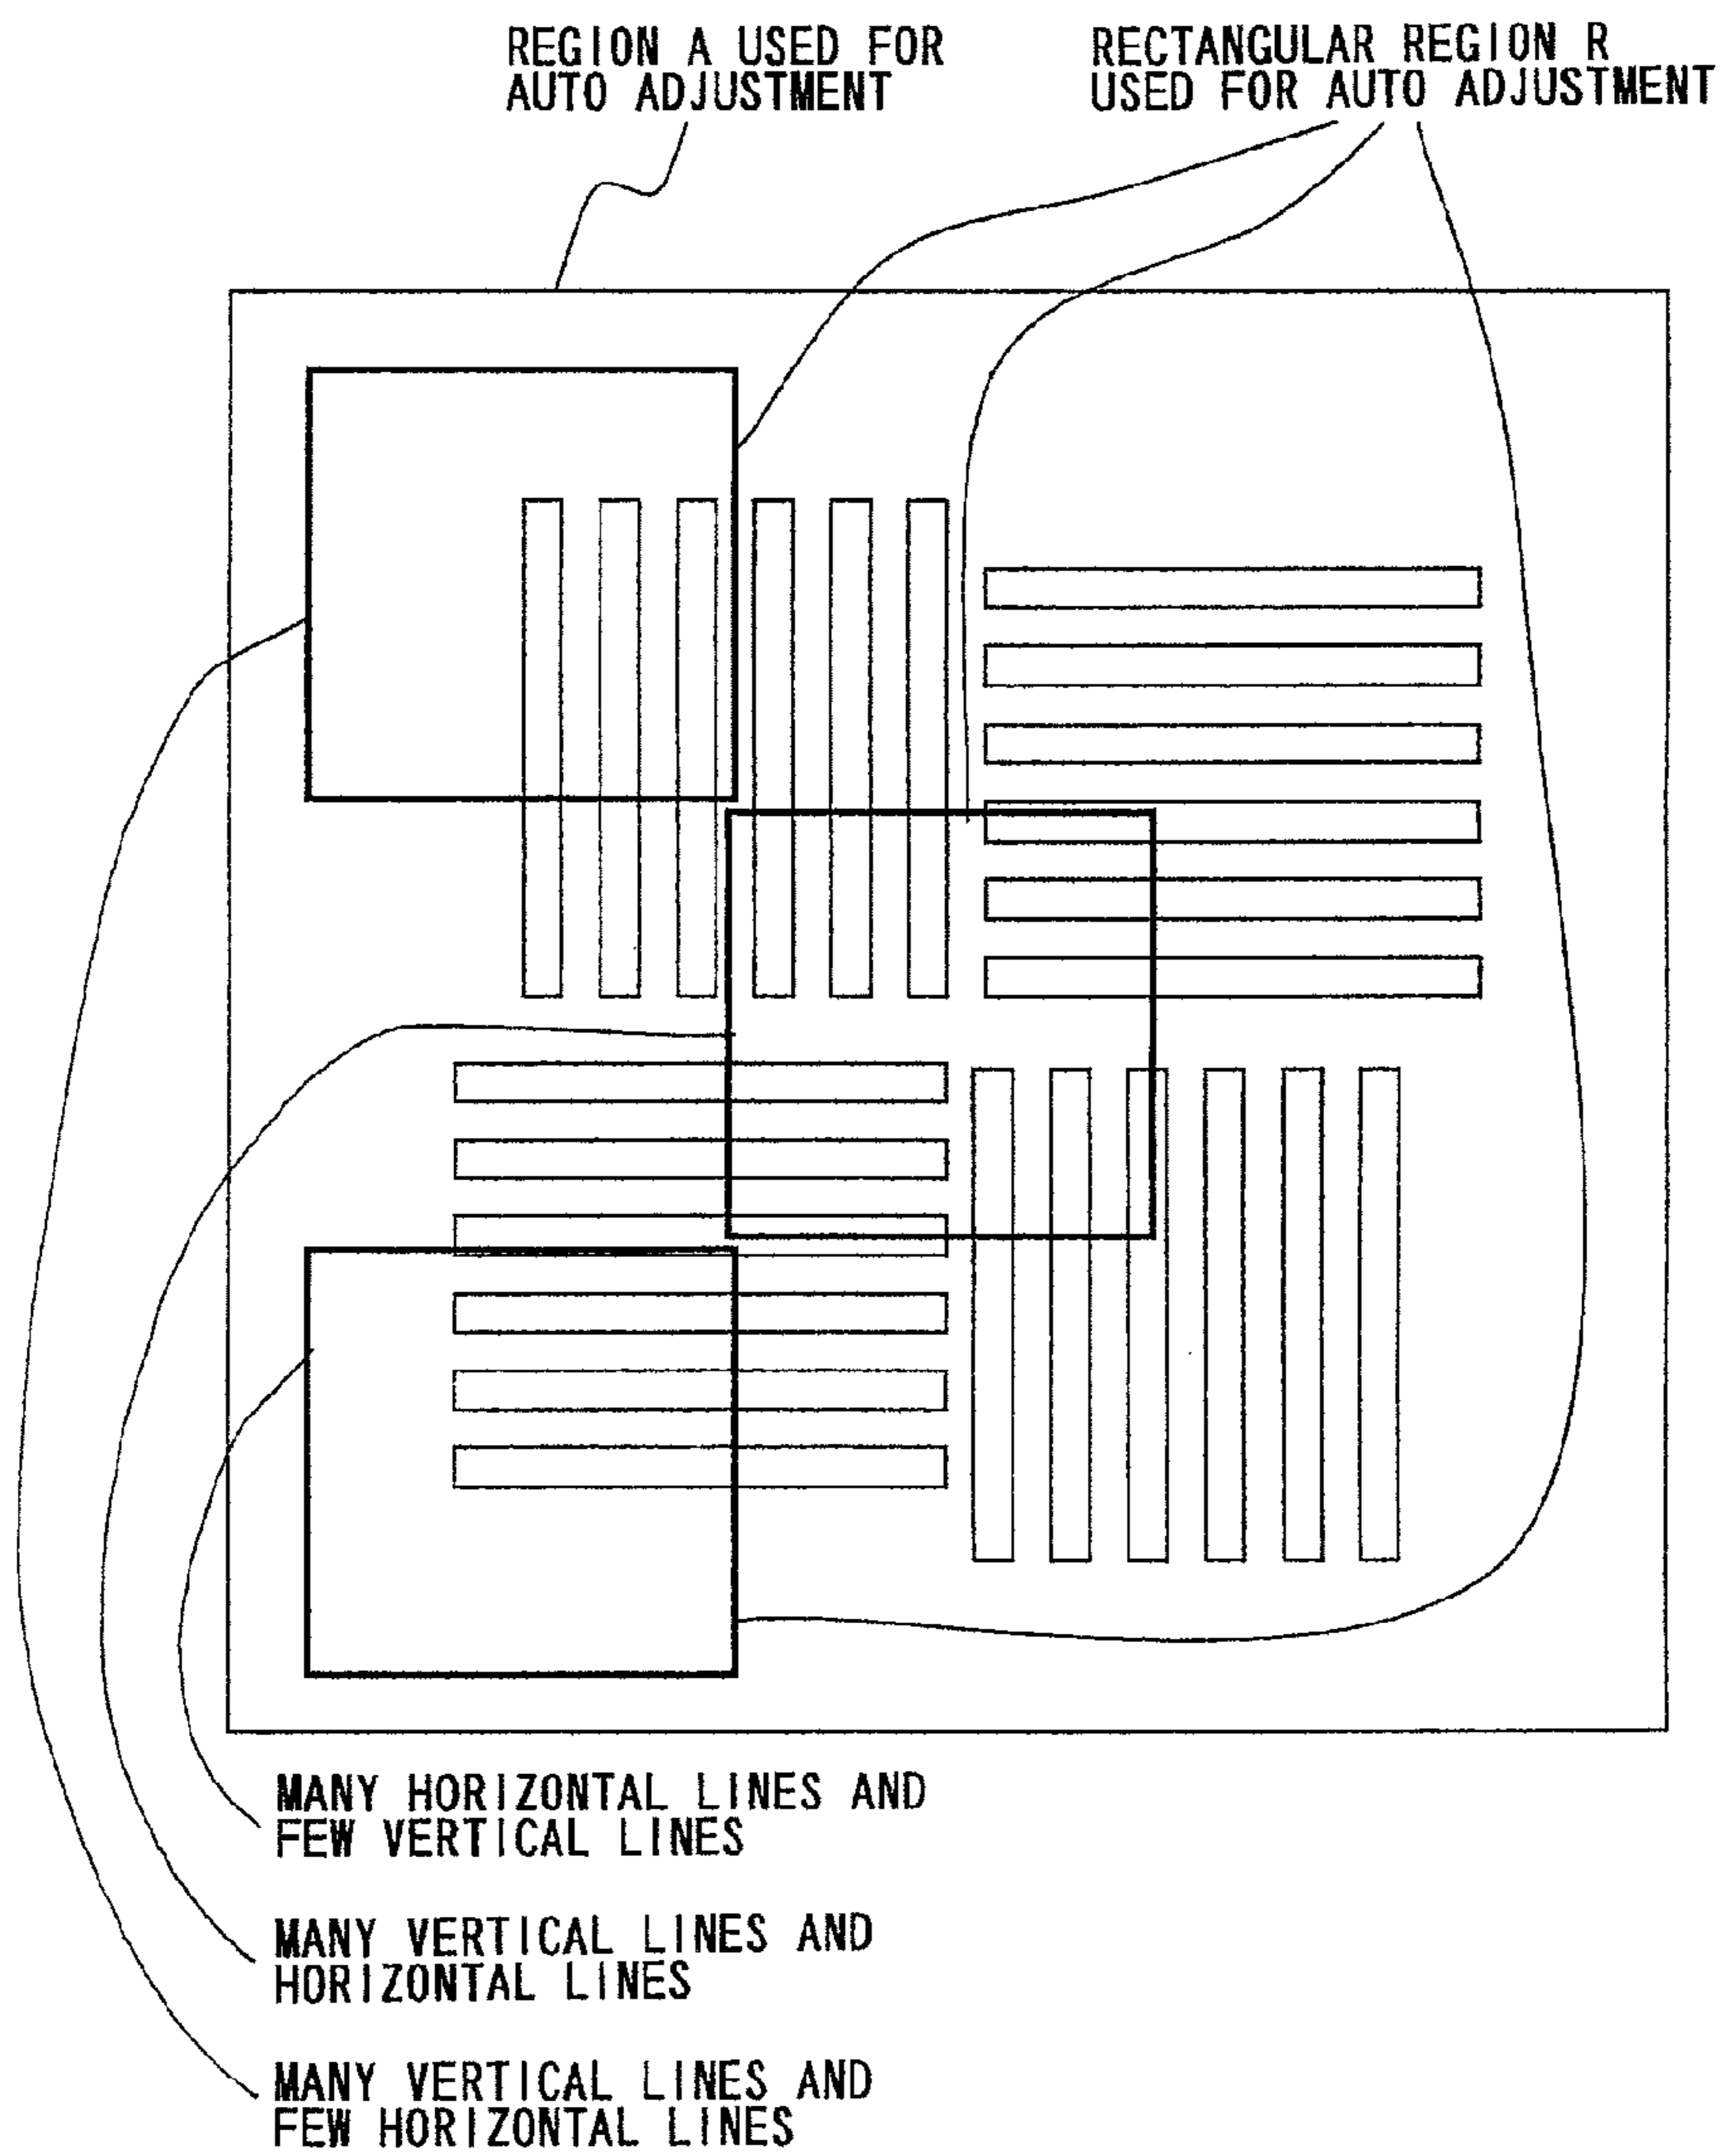 REGION A USED FOR
AUTO ADJUSTMENT
RECTANGULAR REGION R
USED FOR AUTO ADJUSTMENT
MANY HORIZONTAL LINES AND
FEW VERTICAL LINES
MANY VERTICAL LINES AND
HORIZONTAL LINES
MANY VERTICAL LINES AND
FEW HORIZONTAL LINES